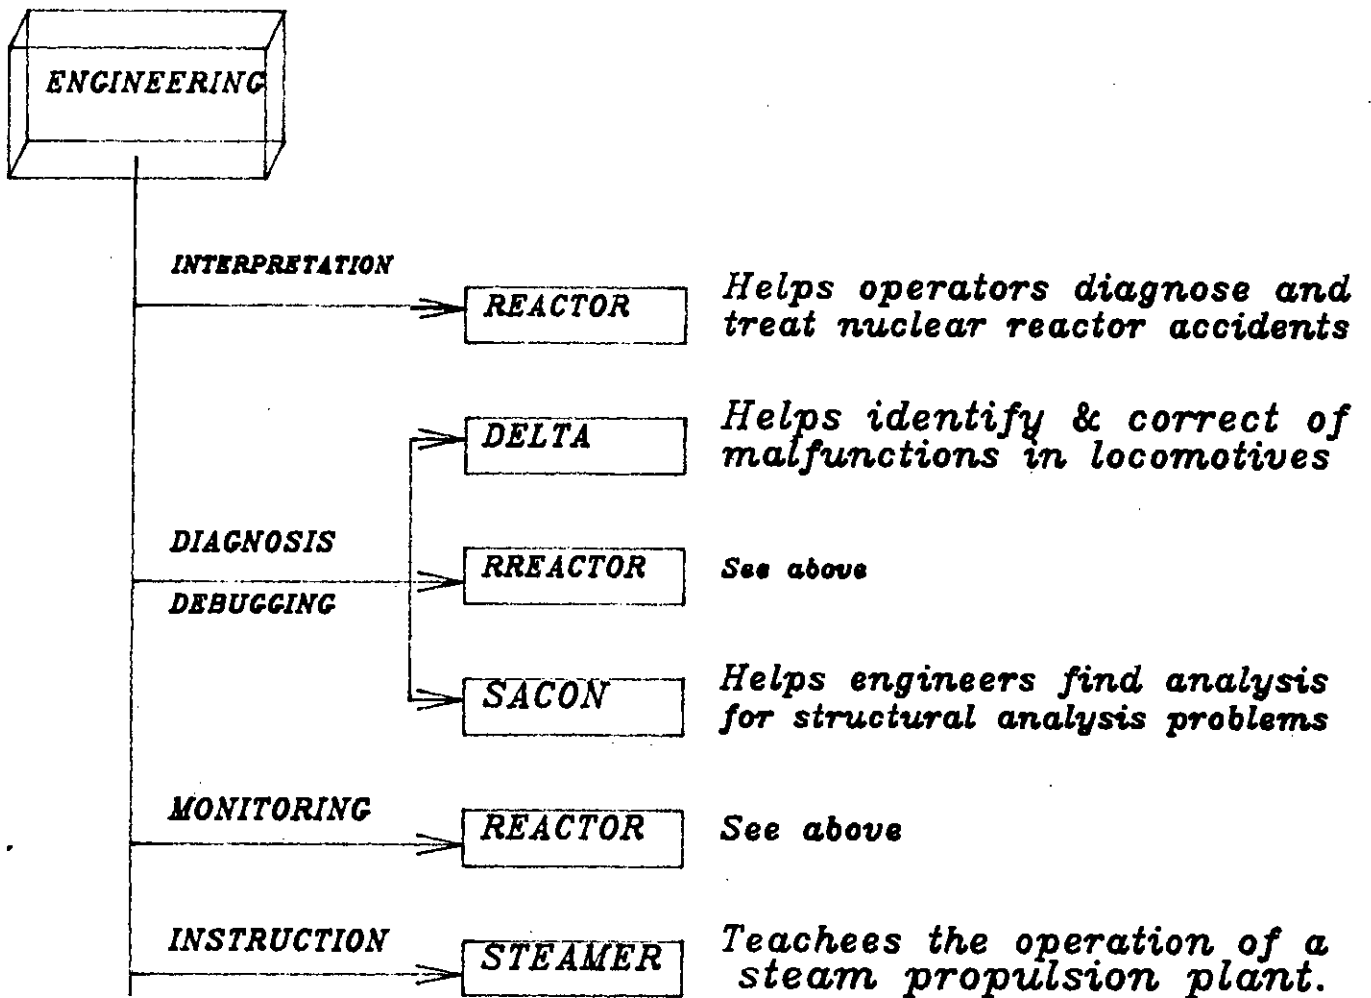 ENGINEERING
INTERPRETATION
REACTOR
Helps operators diagnose and
treat nuclear reactor accidents
DELTA
Helps identify & correct of
malfunctions in locomotives
DIAGNOSIS
DEBUGGING
RREACTOR
See above
SACON
Helps engineers find analysis
for structural analysis problems
MONITORING
REACTOR
See above
INSTRUCTION
STEAMER
Teachees the operation of a
steam propulsion plant.